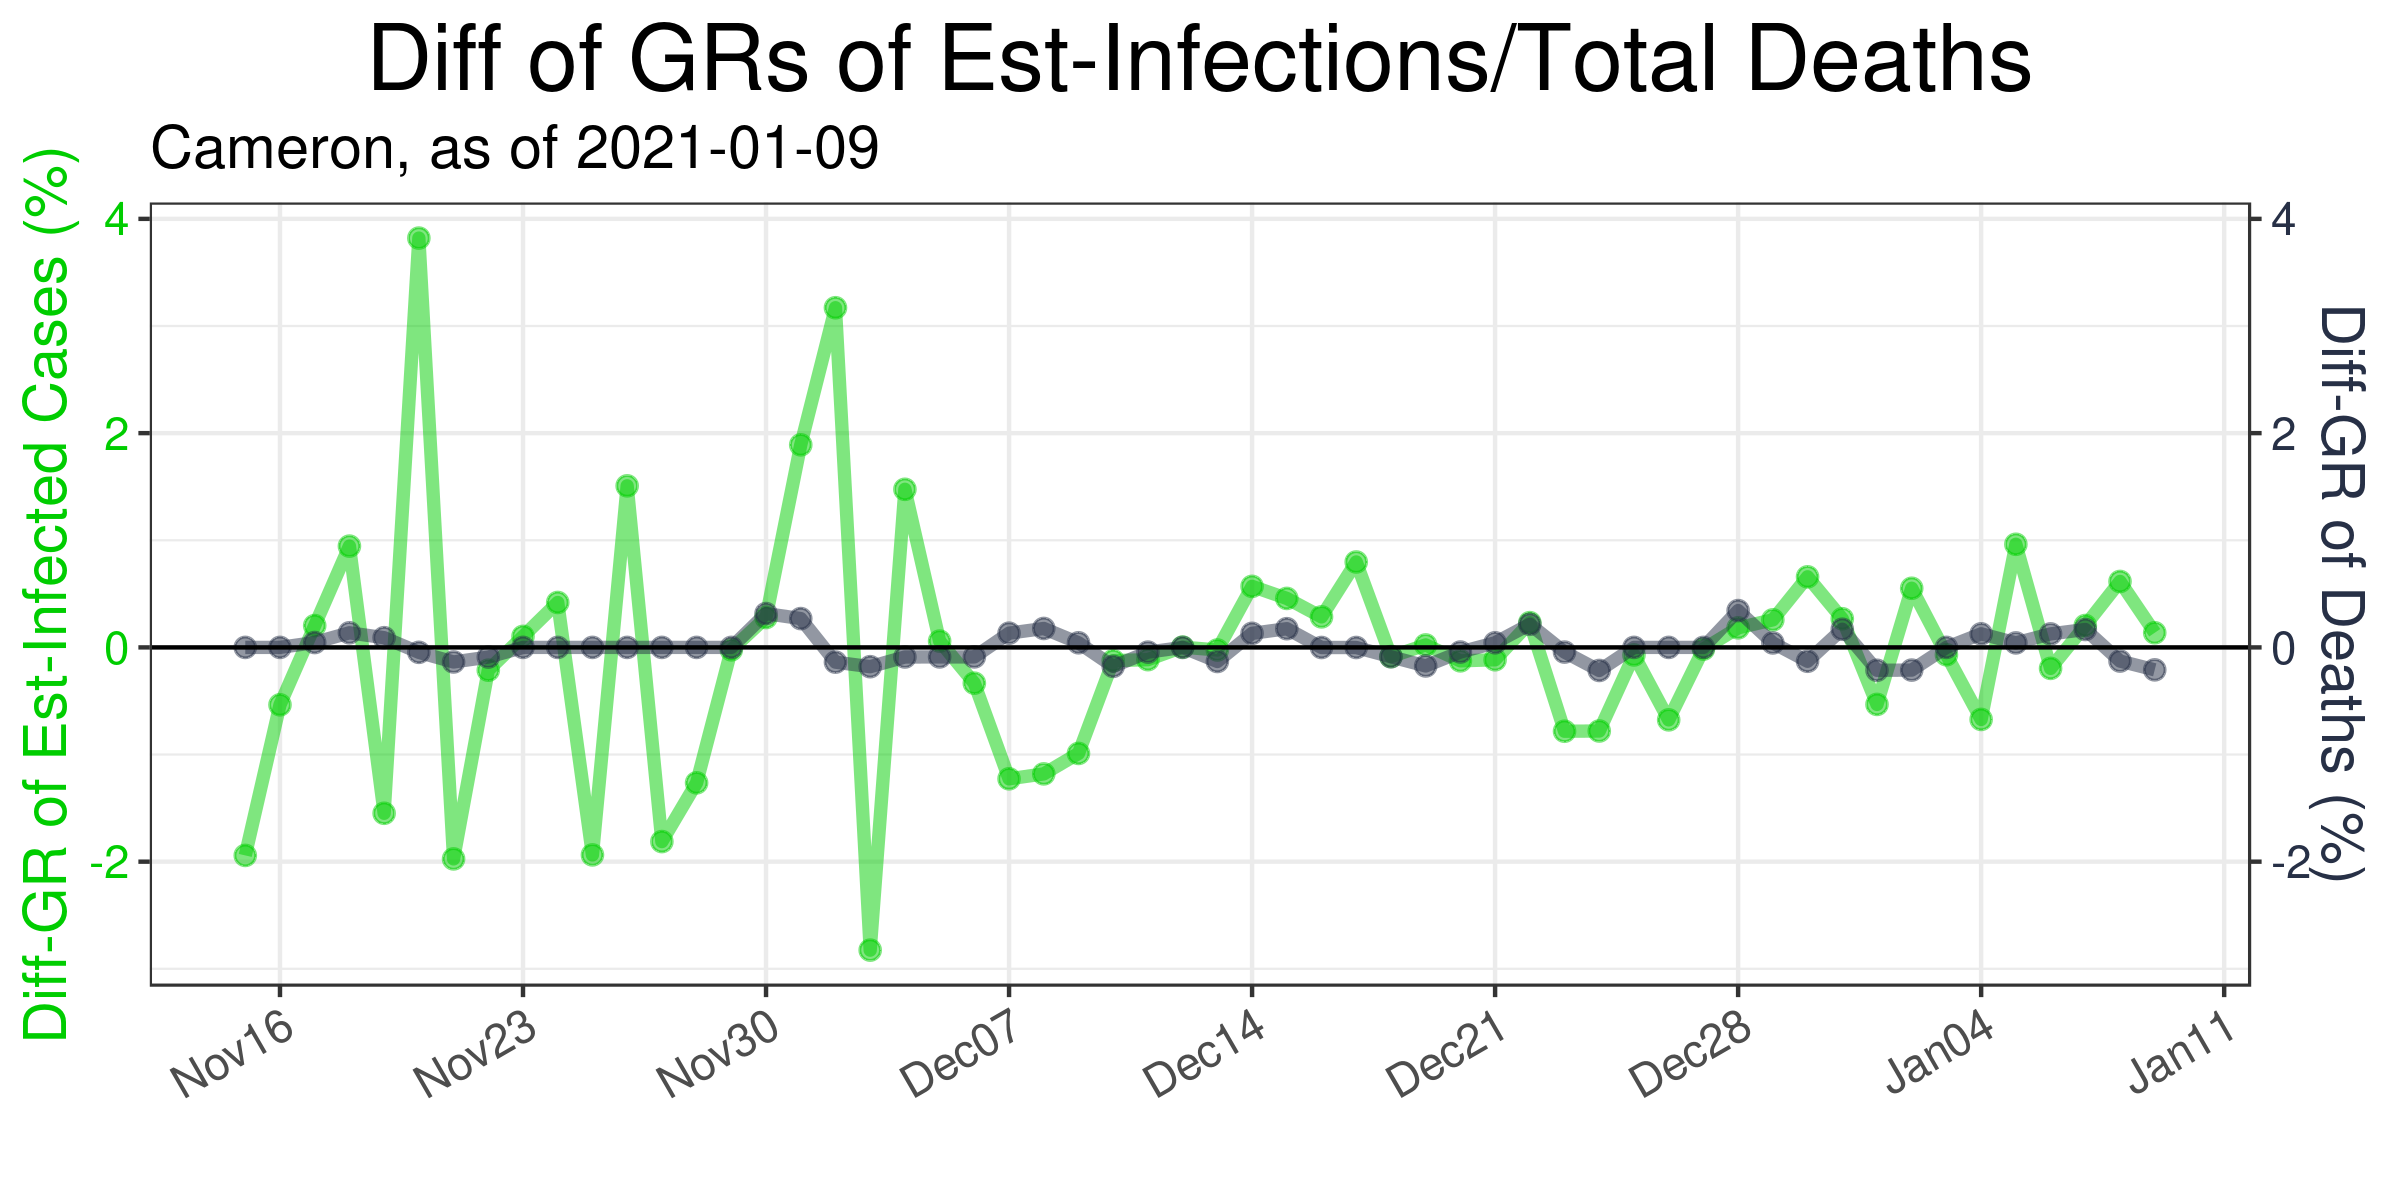 Diff of GRs of Est-Infections/Total Deaths
Cameron, as of 2021-01-09
Diff-GR of Est-Infected Cases (%)
4
2
0
-2
4
2
0
-2
Diff-GR of Deaths (%)
Nov16
Nov23
Nov30
Dec07
Dec14
Dec21
Dec28
Jan04
Jan11